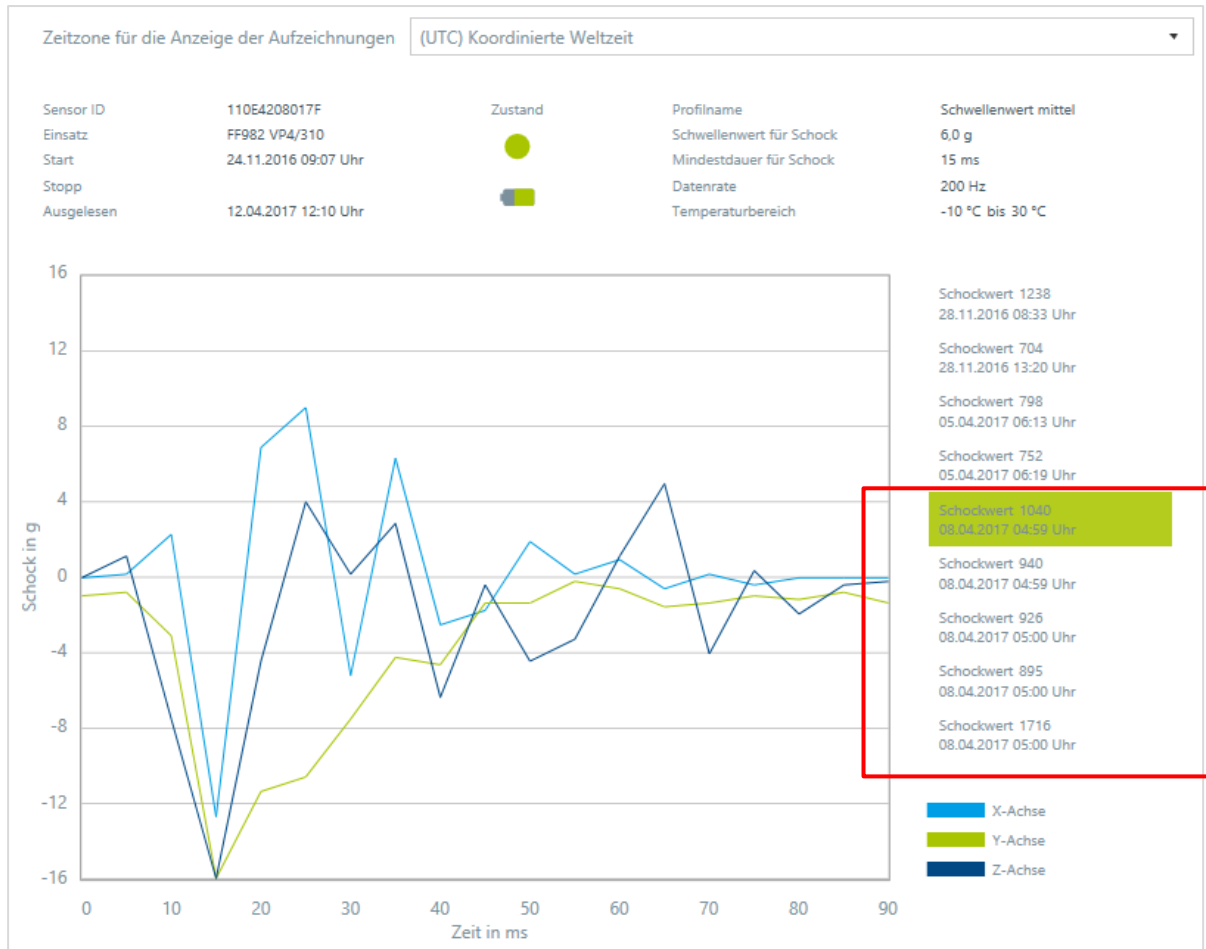 Zeitzone für die Anzeige der Aufzeichnungen (UTC) Koordinierte Weltzeit
Sensor ID 110E4208017F Zustand Profilname Schwellenwert mittel
Einsatz FF982 VP4/310 Schwellenwert für Schock 6,0 g
Start 24.11.2016 09:07 Uhr Mindestdauer für Schock 15 ms
Stopp Datenrate 200 Hz
Ausgelesen 12.04.2017 12:10 Uhr Temperaturbereich -10 °C bis 30 °C
16
12
8
4
0
-4
-8
-12
-16
Schock in g
0 10 20 30 40 50 60 70 80 90
Zeit in ms
Schockwert 1238
28.11.2016 08:33 Uhr
Schockwert 704
28.11.2016 13:20 Uhr
Schockwert 798
05.04.2017 06:13 Uhr
Schockwert 752
05.04.2017 06:19 Uhr
Schockwert 1040
08.04.2017 04:59 Uhr
Schockwert 940
08.04.2017 04:59 Uhr
Schockwert 926
08.04.2017 05:00 Uhr
Schockwert 895
08.04.2017 05:00 Uhr
Schockwert 1716
08.04.2017 05:00 Uhr
X-Achse
Y-Achse
Z-Achse